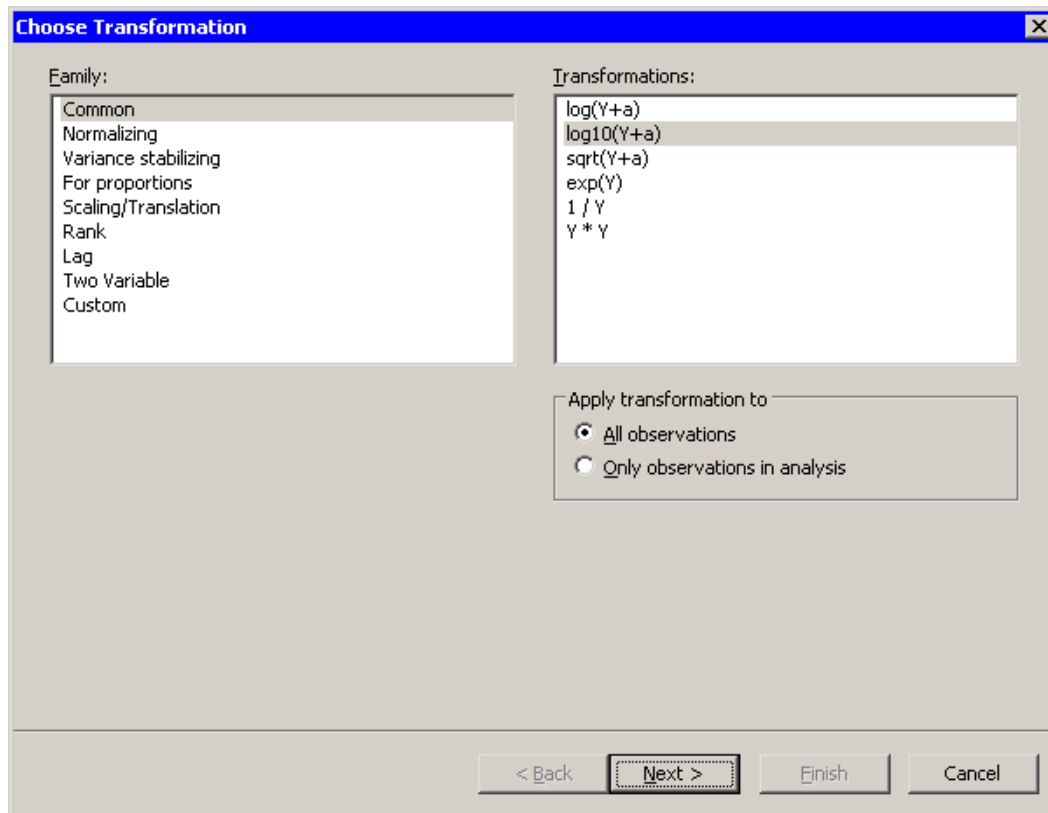 Choose Transformation
Family:
Common
Normalizing
Variance stabilizing
For proportions
Scaling/Translation
Rank
Lag
Two Variable
Custom
Transformations:
log(Y+a)
log10(Y+a)
sqrt(Y+a)
exp(Y)
1 / Y
Y * Y
Apply transformation to
All observations
Only observations in analysis
< Back
Next >
Finish
Cancel